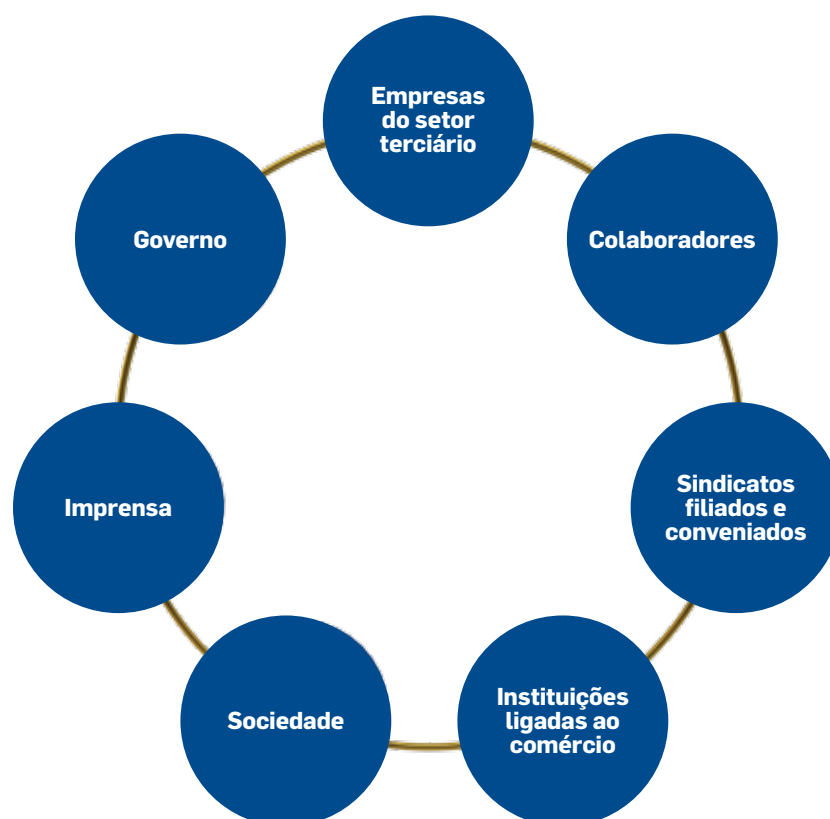 Empresas
do setor
terciário
Colaboradores
Sindicatos
filiados e
conveniados
Instituições
ligadas ao
comércio
Sociedade
Imprensa
Governo